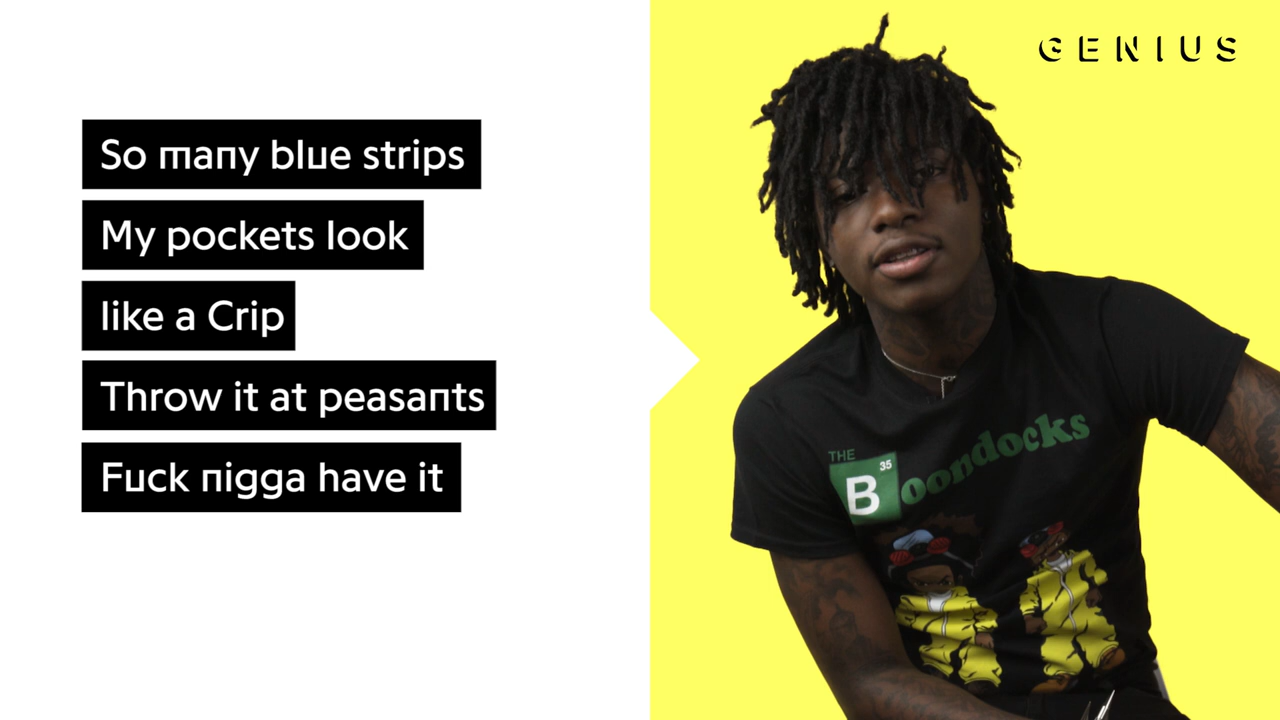 So many blue strips
My pockets look
like a Crip
Throw it at peasants
Fuck nigga have it
GENIUS
THE
35
B
oondocks